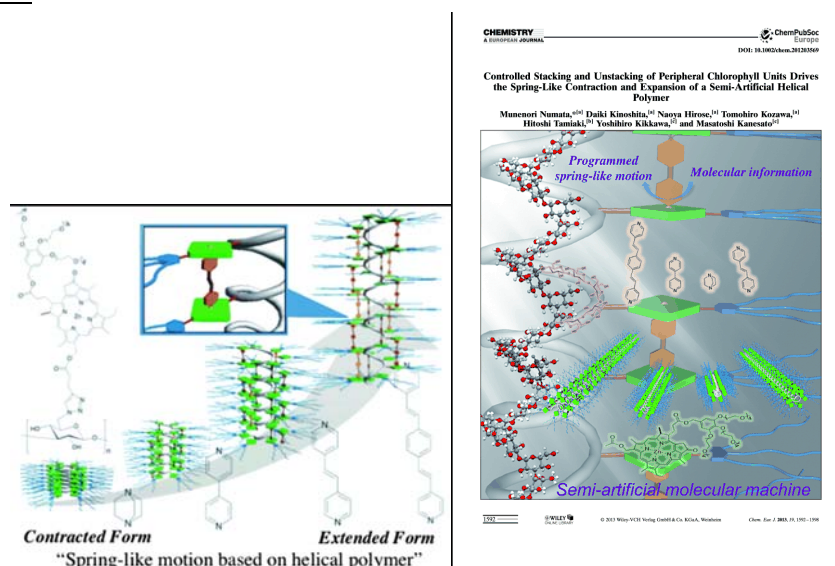 Contracted Form
Extended Form
"Spring-like motion based on helical polymer"
CHEMISTRY
A EUROPEAN JOURNAL
ChemPubSoc
Europe
DOI: 10.1002/chem.201203569
Controlled Stacking and Unstacking of Peripheral Chlorophyll Units Drives
the Spring-Like Contraction and Expansion of a Semi-Artificial Helical
Polymer
Munenori Numata,*[a] Daiki Kinoshita,[a] Naoya Hirose,[a] Tomohiro Kozawa,[a]
Hitoshi Tamiaki,[b] Yoshihiro Kikkawa,[c] and Masatoshi Kanesato[c]
Programmed
spring-like motion
Molecular information
Semi-artificial molecular machine
1592
WILEY
ONLINE LIBRARY
© 2013 Wiley-VCH Verlag GmbH & Co. KGaA, Weinheim
Chem. Eur. J. 2013, 19, 1592–1598